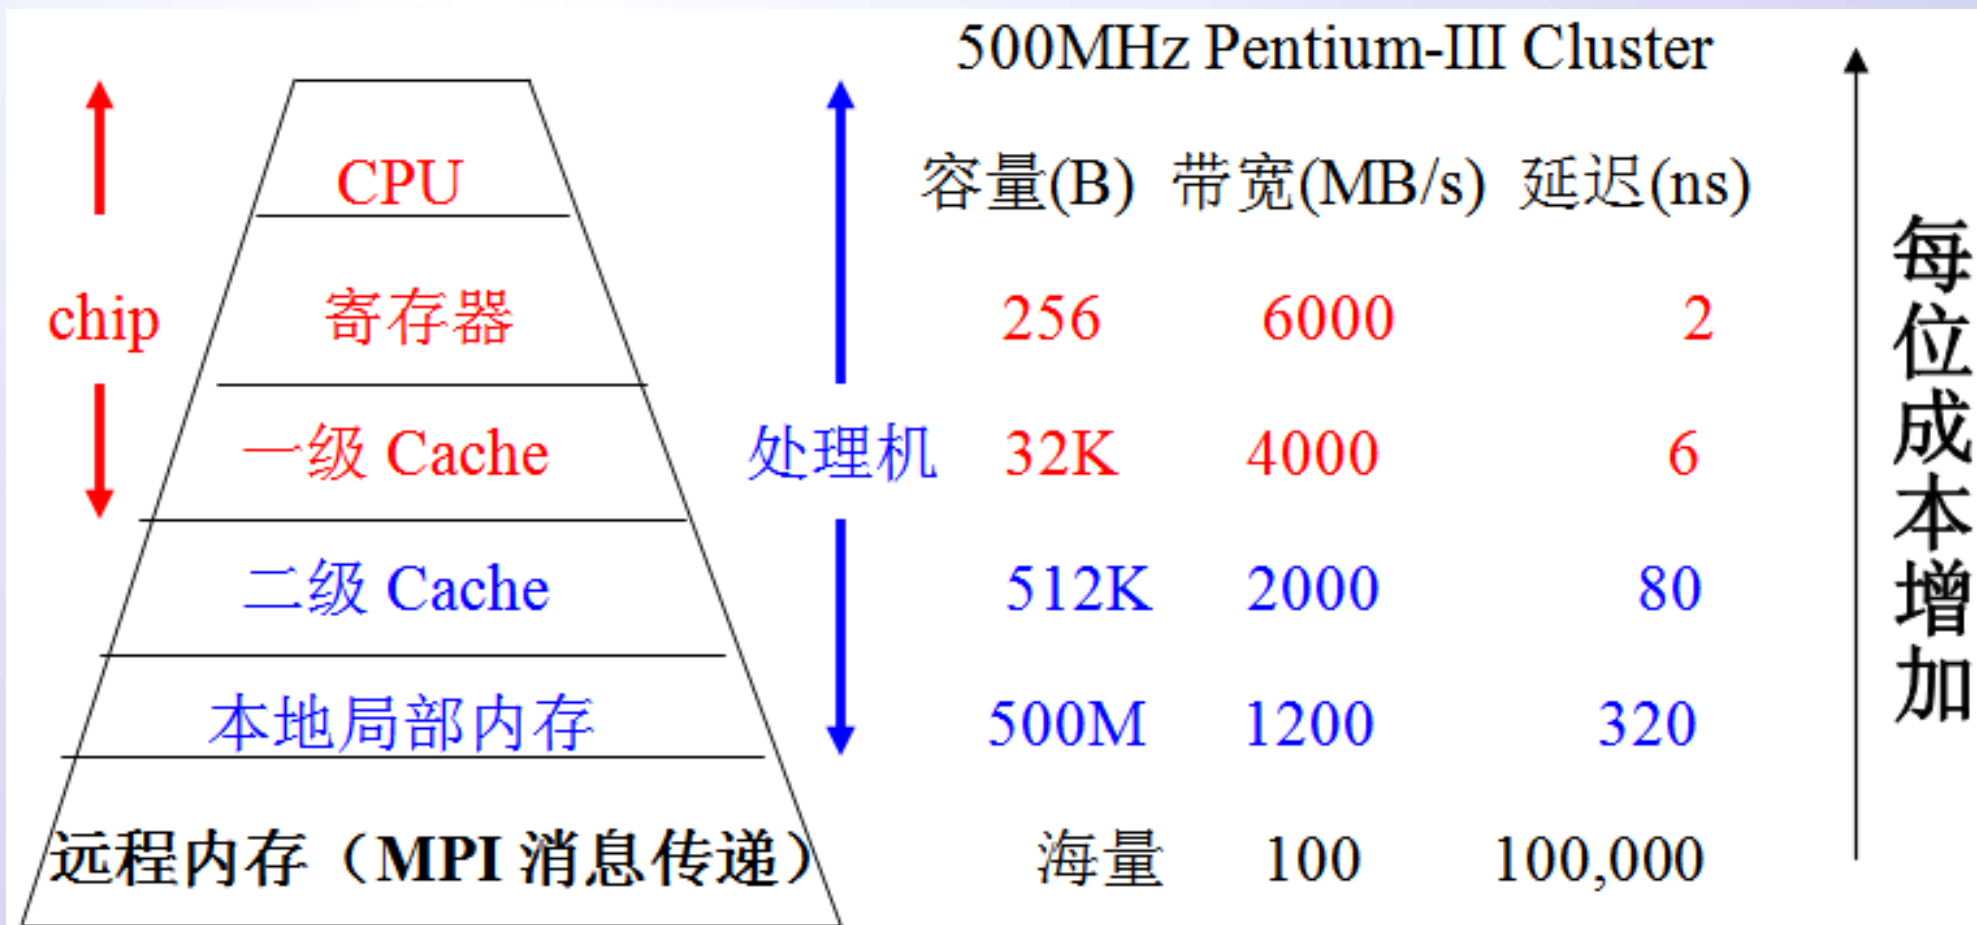 500MHz Pentium-III Cluster
CPU
容量(B) 带宽(MB/s) 延迟(ns)
chip
寄存器
256 6000 2
一级 Cache
处理机
32K 4000 6
二级 Cache
512K 2000 80
本地局部内存
500M 1200 320
远程内存（MPI 消息传递）
海量 100 100,000
每位成本增加